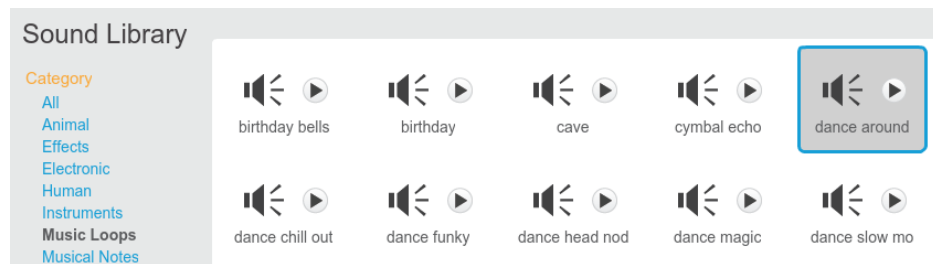 Sound Library
Category
All
Animal
Effects
Electronic
Human
Instruments
Music Loops
Musical Notes
birthday bells
birthday
cave
cymbal echo
dance around
dance chill out
dance funky
dance head nod
dance magic
dance slow mo